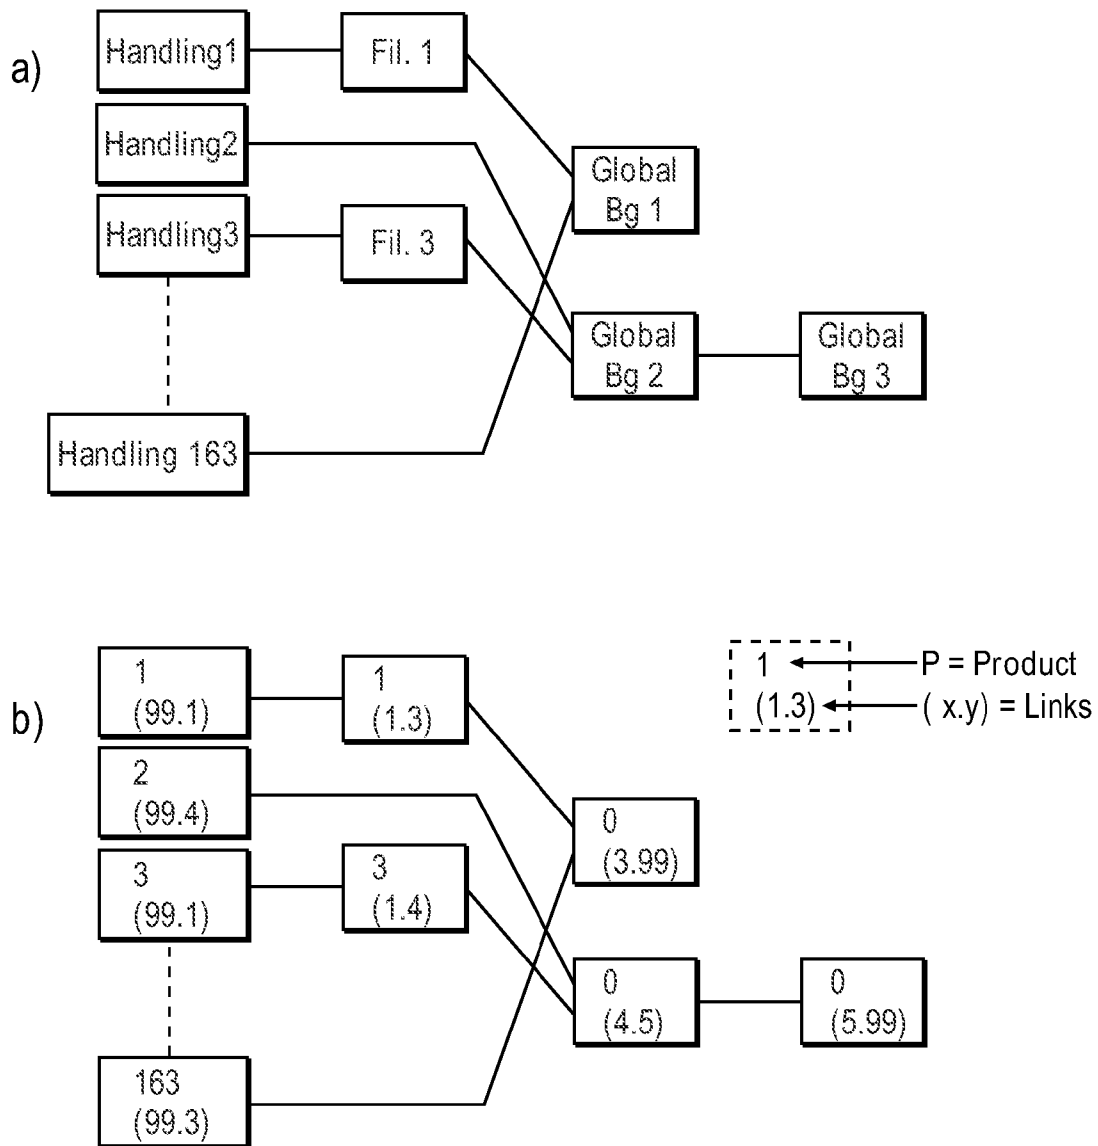 a)
Handling1
Fil. 1
Handling2
Global
Bg 1
Handling3
Fil. 3
Global
Bg 2
Global
Bg 3
Handling 163
b)
1
(99.1)
1
(1.3)
1
(1.3)
P = Product
( x.y) = Links
2
(99.4)
0
(3.99)
3
(99.1)
3
(1.4)
0
(4.5)
0
(5.99)
163
(99.3)